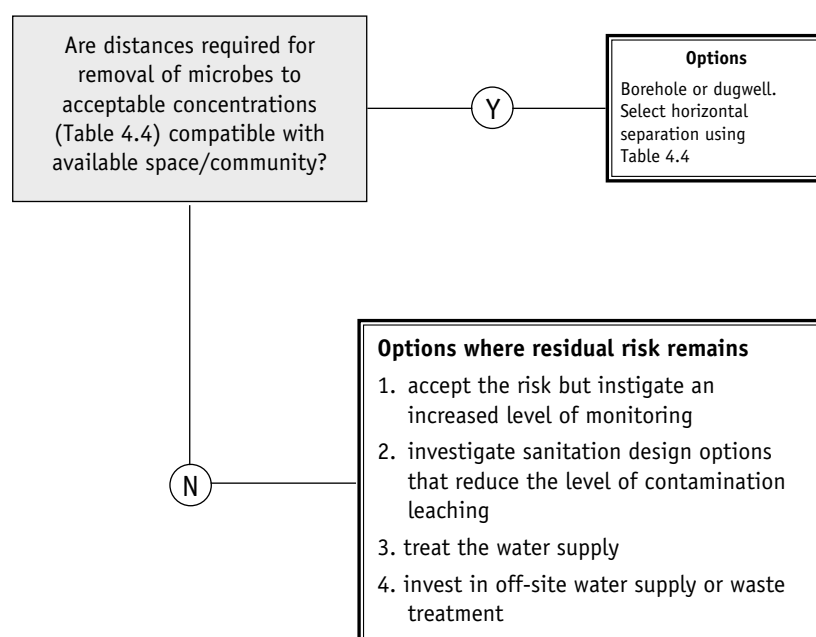 Are distances required for
removal of microbes to
acceptable concentrations
(Table 4.4) compatible with
available space/community?
Y
Options
Borehole or dugwell.
Select horizontal
separation using
Table 4.4
N
Options where residual risk remains
1. accept the risk but instigate an
increased level of monitoring
2. investigate sanitation design options
that reduce the level of contamination
leaching
3. treat the water supply
4. invest in off-site water supply or waste
treatment